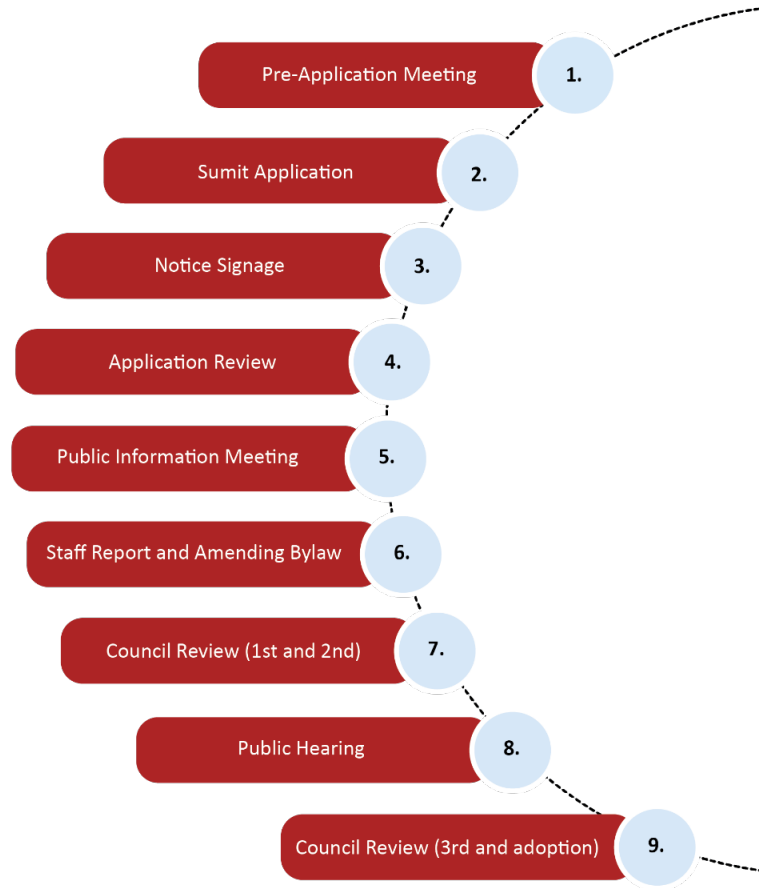 Pre-Application Meeting 1.
Sumit Application 2.
Notice Signage 3.
Application Review 4.
Public Information Meeting 5.
Staff Report and Amending Bylaw 6.
Council Review (1st and 2nd) 7.
Public Hearing 8.
Council Review (3rd and adoption) 9.